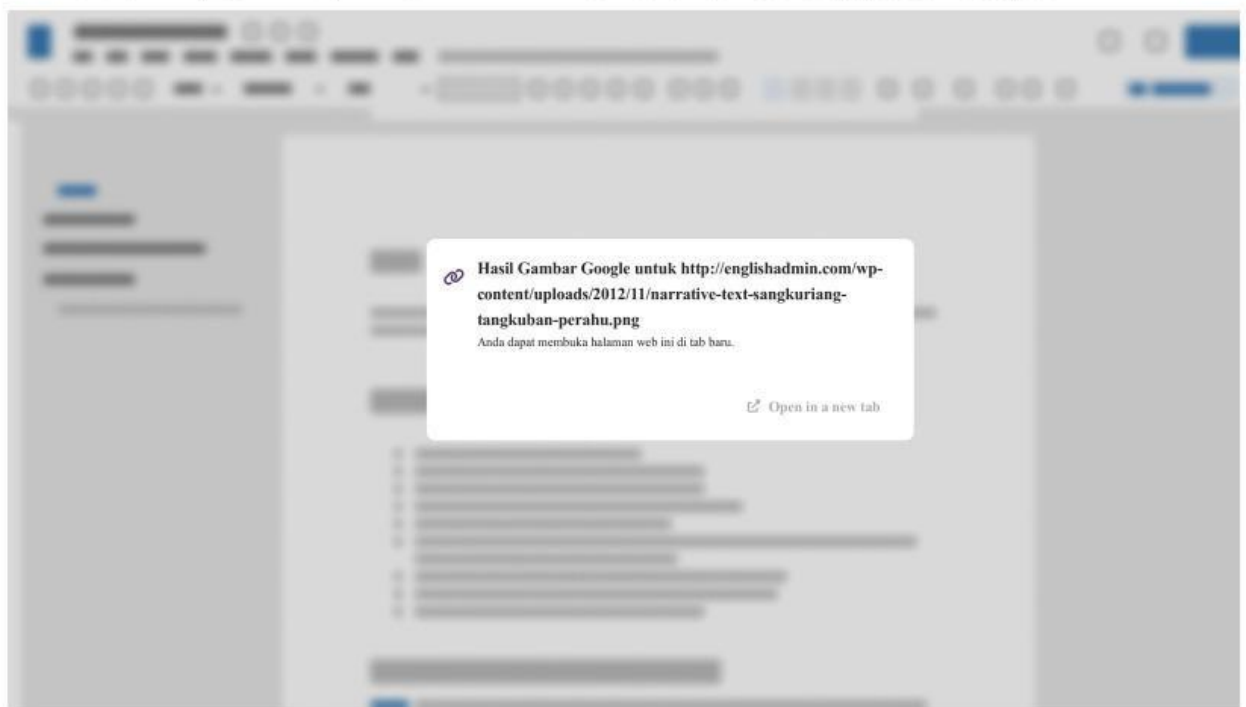 Hasil Gambar Google untuk http://englishadmin.com/wp-
content/uploads/2012/11/narrative-text-sangkuriang-
tangkuban-perahu.png
Anda dapat membuka halaman web ini di tab baru.
Open in a new tab